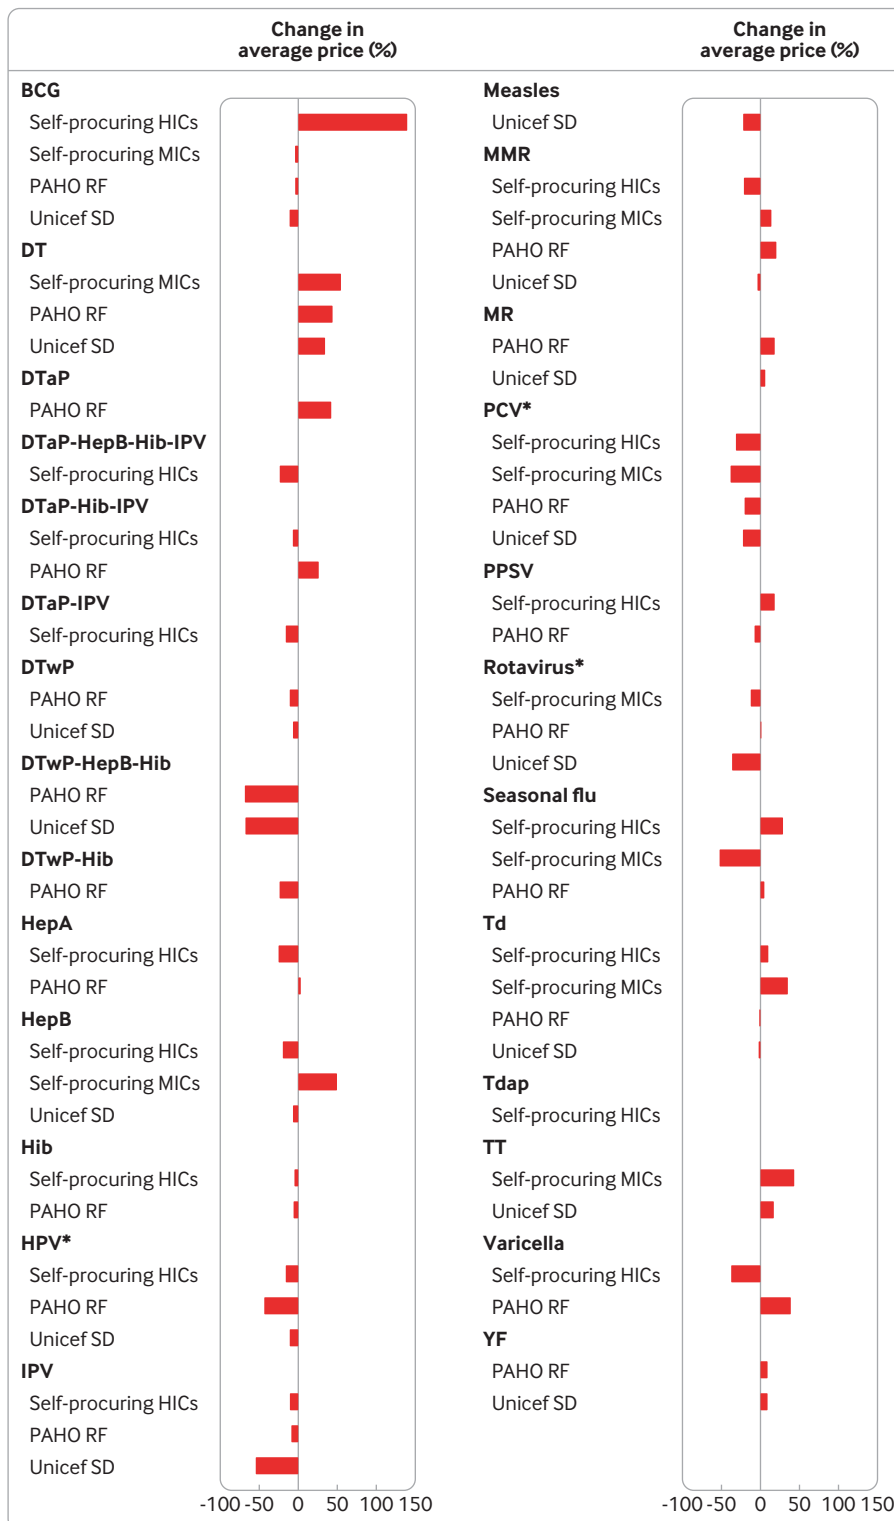 Change in
average price (%)
BCG
Self-procuring HICs
Self-procuring MICs
PAHO RF
Unicef SD
DT
Self-procuring MICs
PAHO RF
Unicef SD
DTaP
PAHO RF
DTaP-HepB-Hib-IPV
Self-procuring HICs
DTaP-Hib-IPV
Self-procuring HICs
PAHO RF
DTaP-IPV
Self-procuring HICs
DTwP
PAHO RF
Unicef SD
DTwP-HepB-Hib
PAHO RF
Unicef SD
DTwP-Hib
PAHO RF
HepA
Self-procuring HICs
PAHO RF
HepB
Self-procuring HICs
Self-procuring MICs
Unicef SD
Hib
Self-procuring HICs
PAHO RF
HPV*
Self-procuring HICs
PAHO RF
Unicef SD
IPV
Self-procuring HICs
PAHO RF
Unicef SD
-100 -50 0 50 100 150
Change in
average price (%)
Measles
Unicef SD
MMR
Self-procuring HICs
Self-procuring MICs
PAHO RF
Unicef SD
MR
PAHO RF
Unicef SD
PCV*
Self-procuring HICs
Self-procuring MICs
PAHO RF
Unicef SD
PPSV
Self-procuring HICs
PAHO RF
Rotavirus*
Self-procuring MICs
PAHO RF
Unicef SD
Seasonal flu
Self-procuring HICs
Self-procuring MICs
PAHO RF
Td
Self-procuring HICs
Self-procuring MICs
PAHO RF
Unicef SD
Tdap
Self-procuring HICs
TT
Self-procuring MICs
Unicef SD
Varicella
Self-procuring HICs
PAHO RF
YF
PAHO RF
Unicef SD
-100 -50 0 50 100 150